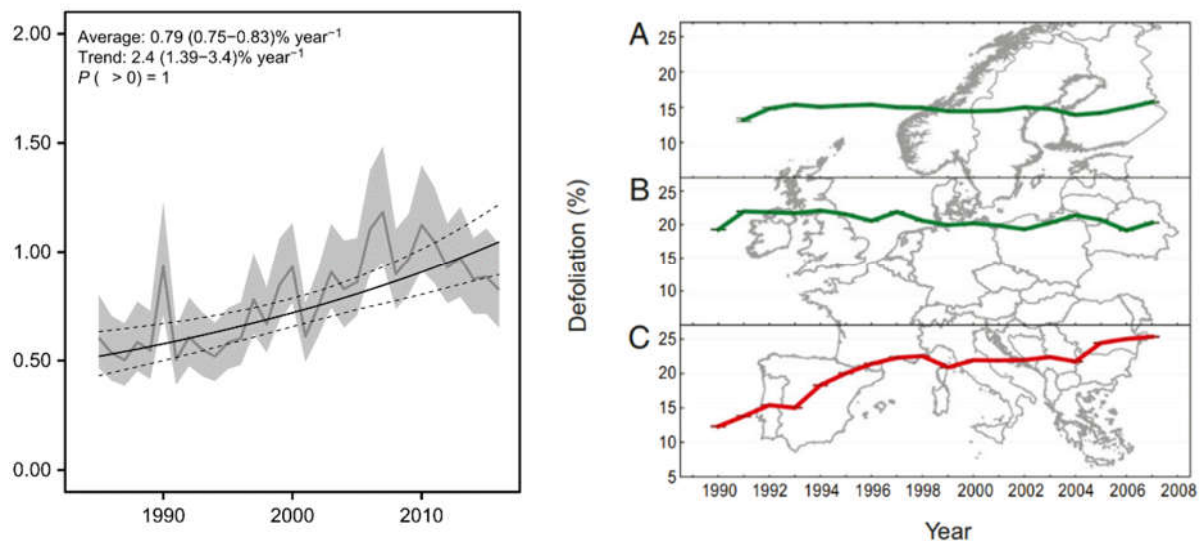 2.00
1.50
1.00
0.50
0.00
Average: 0.79 (0.75–0.83)% year⁻¹
Trend: 2.4 (1.39–3.4)% year⁻¹
P ( > 0) = 1
1990 2000 2010
Defoliation (%)
A
25
20
15
10
B
25
20
15
10
C
25
20
15
10
5
1990 1992 1994 1996 1998 2000 2002 2004 2006 2008
Year